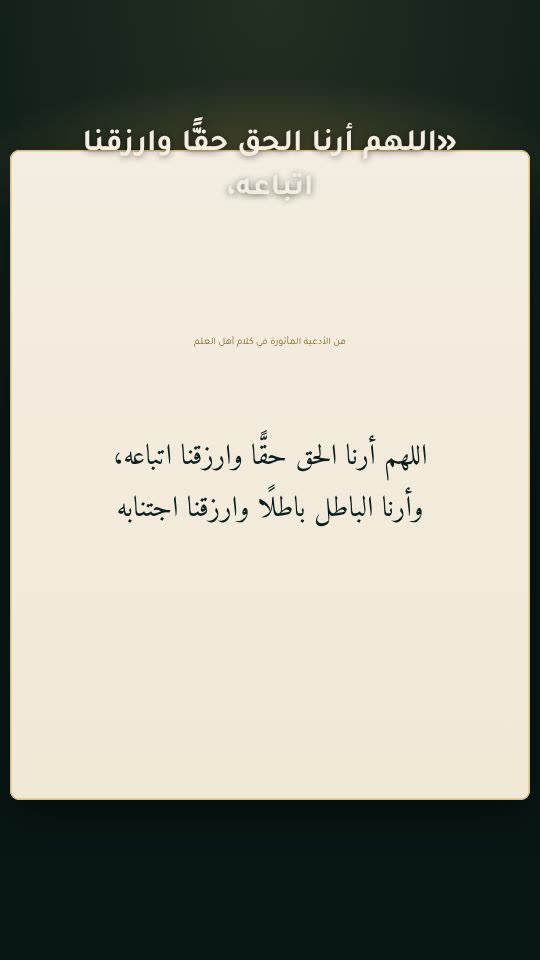 «اللهم أرنا الحق حقًّا وارزقنا
اتباعه،
من الأدعية المأثورة في كلام أهل العلم
اللهم أرنا الحق حقًّا وارزقنا اتباعه،
وأرنا الباطل باطلًا وارزقنا اجتنابه